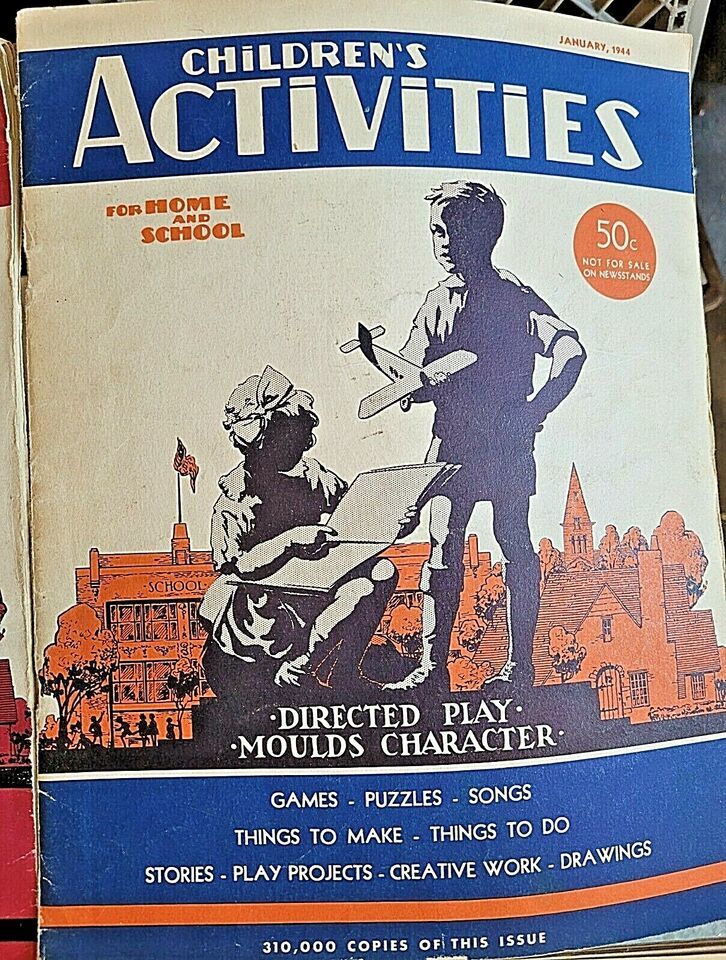 JANUARY, 1944
CHiLDREN'S
ACTiViTiES
FOR HOME
AND
SCHOOL
50c
NOT FOR SALE
ON NEWSSTANDS
SCHOOL
·DIRECTED PLAY·
·MOULDS CHARACTER·
GAMES - PUZZLES - SONGS
THINGS TO MAKE - THINGS TO DO
STORIES - PLAY PROJECTS - CREATIVE WORK - DRAWINGS
310,000 COPIES OF THIS ISSUE